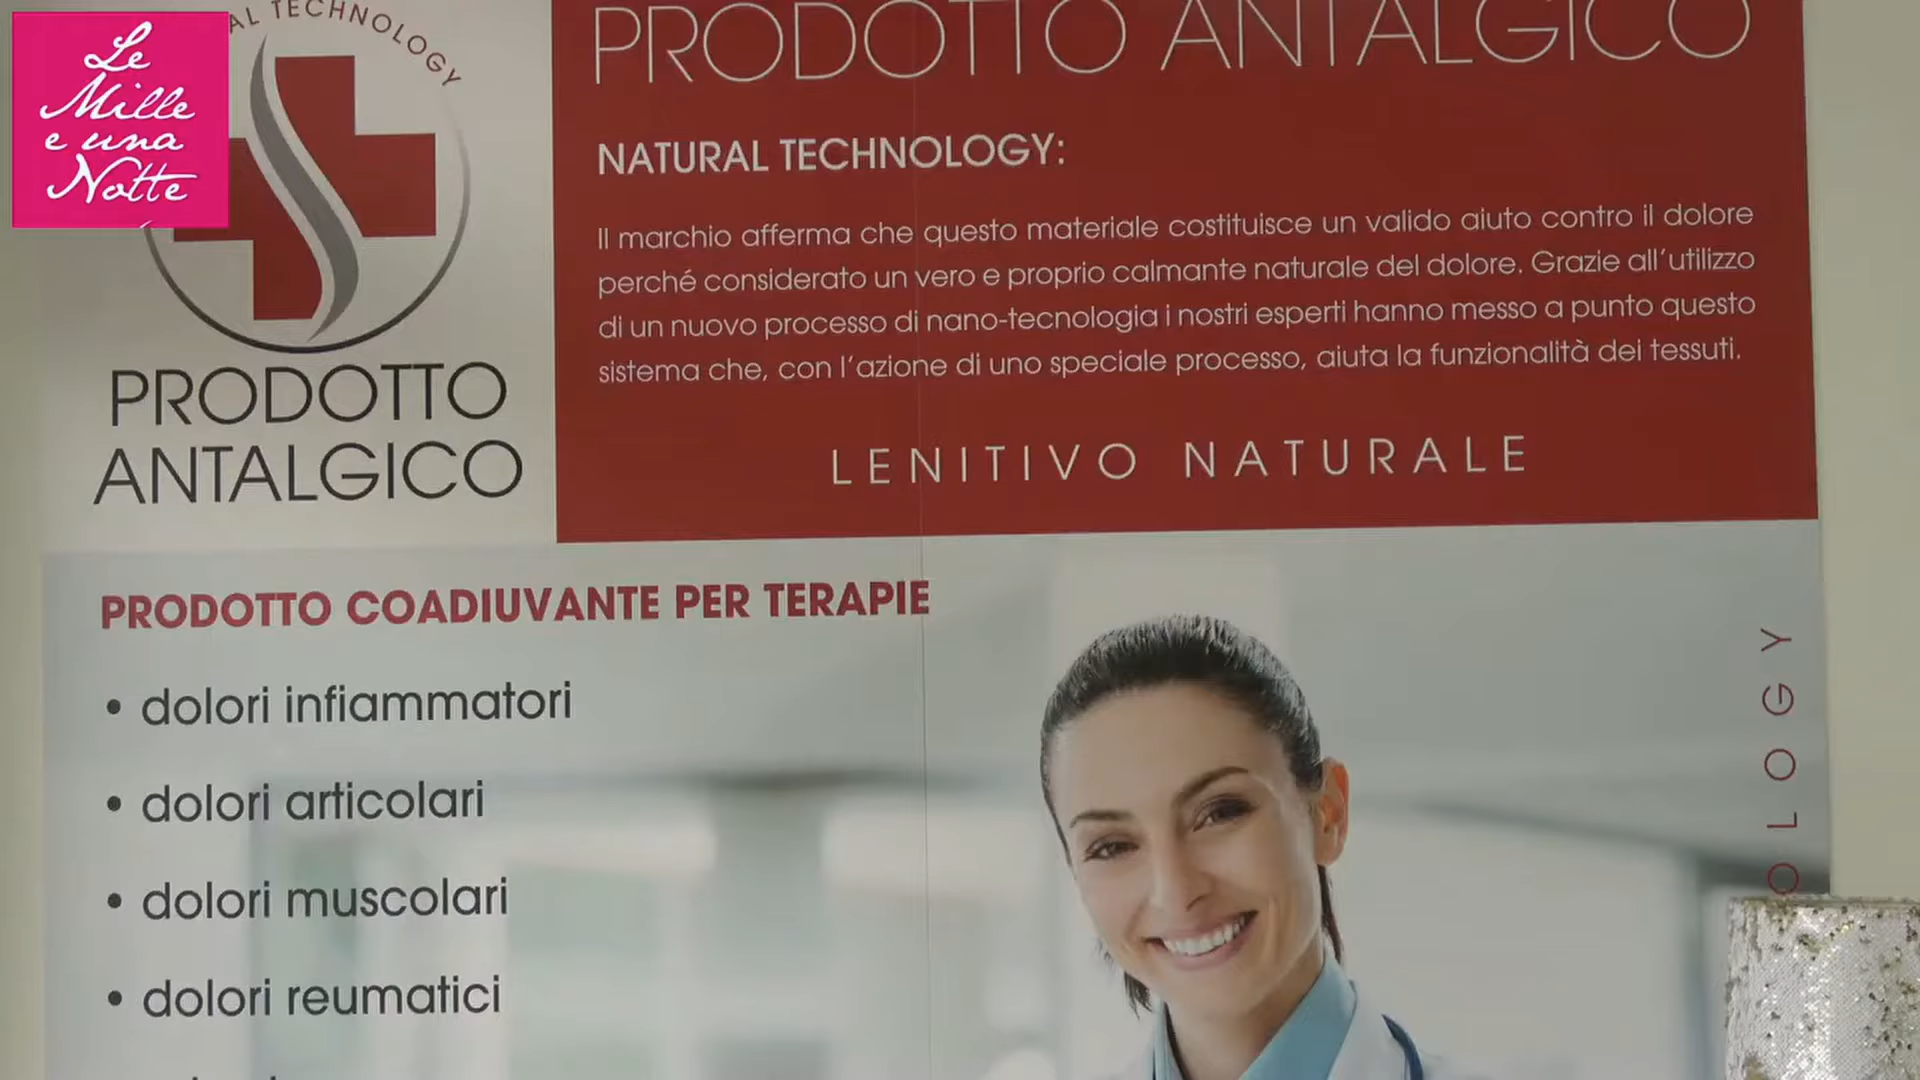 Le
Mille
e una
Notte
AL TECHNOLOGY
PRODOTTO
ANTALGICO
PRODOTTO ANTALGICO
NATURAL TECHNOLOGY:
Il marchio afferma che questo materiale costituisce un valido aiuto contro il dolore
perché considerato un vero e proprio calmante naturale del dolore. Grazie all'utilizzo
di un nuovo processo di nano-tecnologia i nostri esperti hanno messo a punto questo
sistema che, con l'azione di uno speciale processo, aiuta la funzionalità dei tessuti.
LENITIVO NATURALE
PRODOTTO COADIUVANTE PER TERAPIE
• dolori infiammatori
• dolori articolari
• dolori muscolari
• dolori reumatici
OLOGY